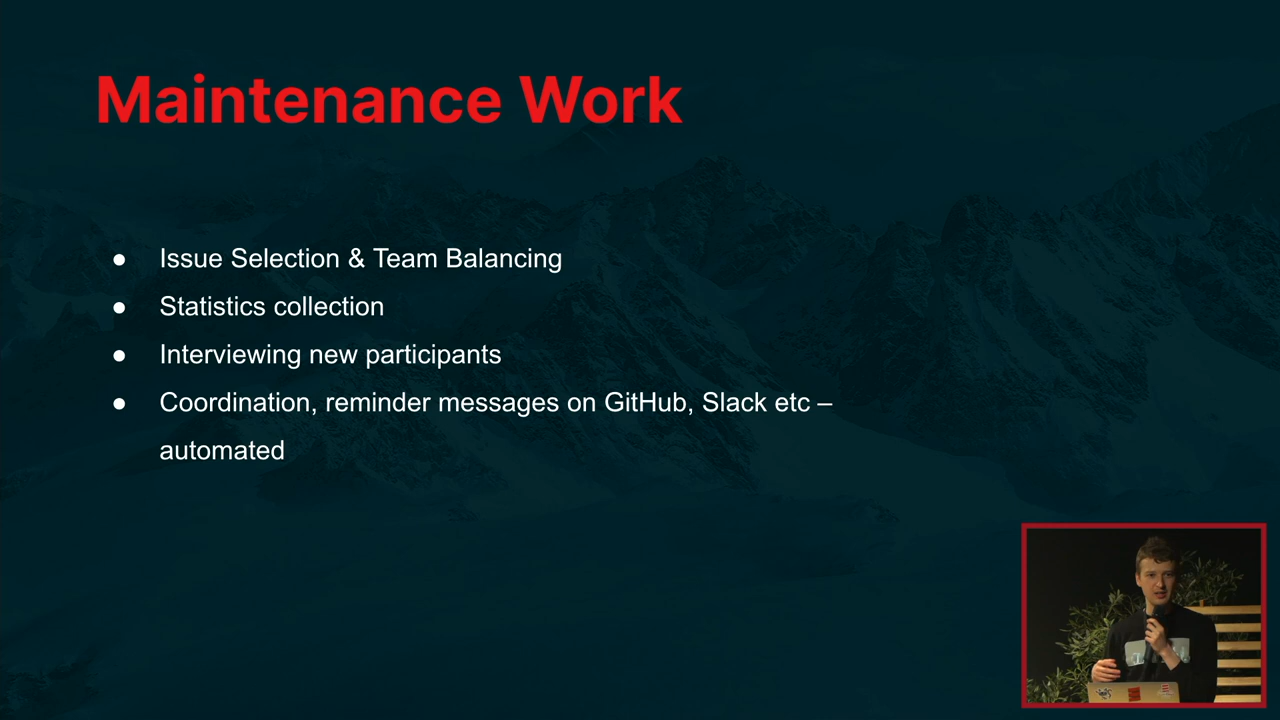 Maintenance Work
● Issue Selection & Team Balancing
● Statistics collection
● Interviewing new participants
● Coordination, reminder messages on GitHub, Slack etc –
automated